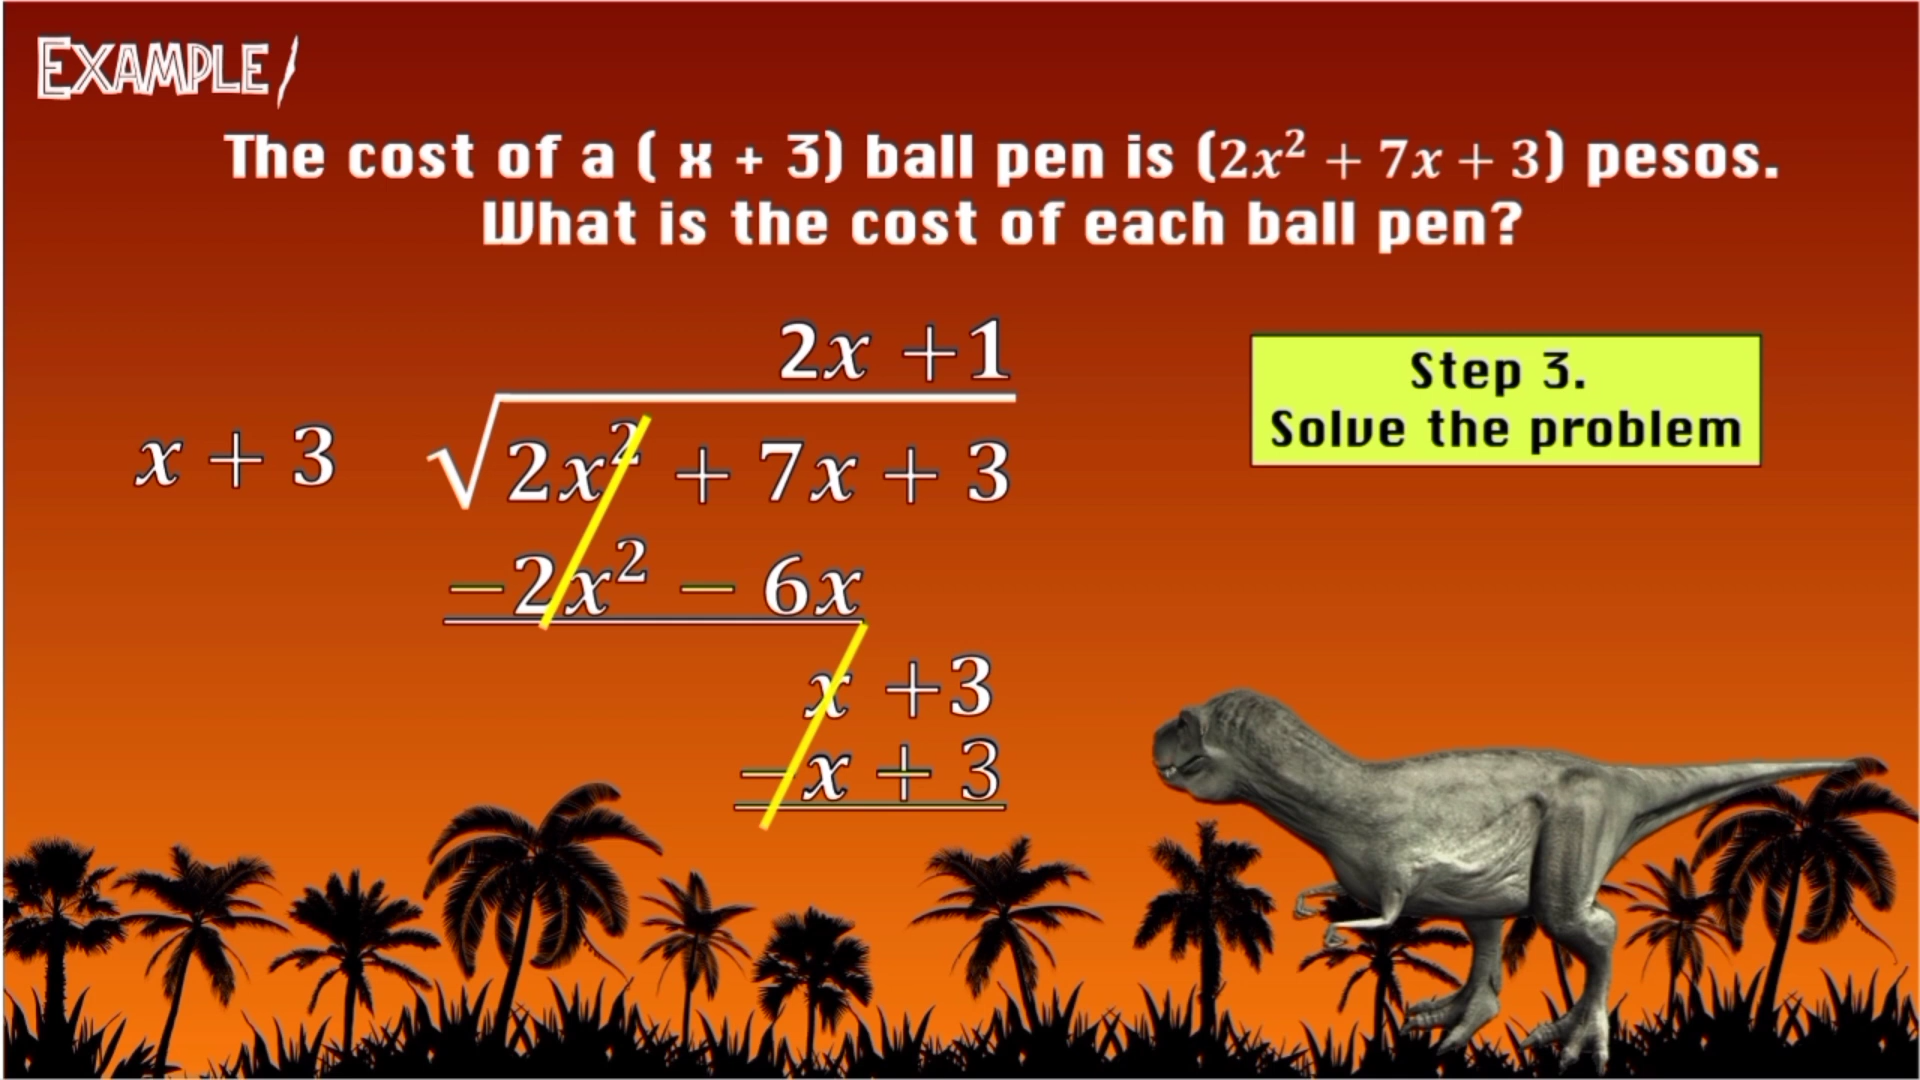 EXAMPLE/
The cost of a ( x + 3) ball pen is (2x² + 7x + 3) pesos.
What is the cost of each ball pen?
2x +1
x + 3 √2x² + 7x + 3
−2x² − 6x
x +3
−x + 3
Step 3.
Solve the problem